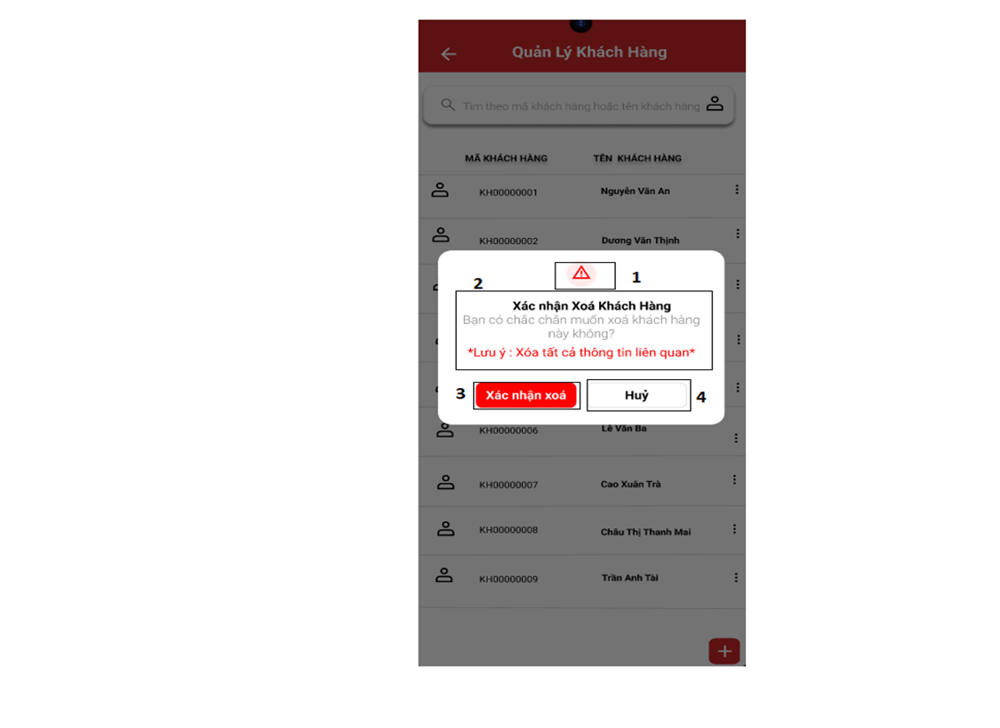 Quản Lý Khách Hàng
Tìm theo mã khách hàng hoặc tên khách hàng
MÃ KHÁCH HÀNG TÊN KHÁCH HÀNG
KH00000001 Nguyễn Văn An
KH00000002 Dương Văn Thịnh
1
2
Xác nhận Xoá Khách Hàng
Bạn có chắc chắn muốn xoá khách hàng
này không?
*Lưu ý : Xóa tất cả thông tin liên quan*
3 Xác nhận xoá Huỷ 4
KH00000006 Lê Văn Ba
KH00000007 Cao Xuân Trà
KH00000008 Châu Thị Thanh Mai
KH00000009 Trần Anh Tài